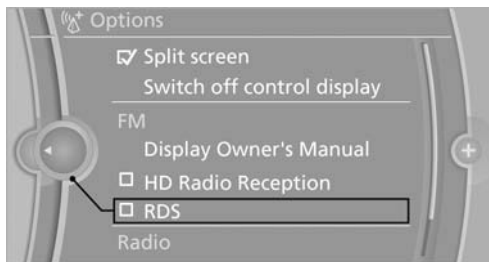 Options
Split screen
Switch off control display
FM
Display Owner's Manual
HD Radio Reception
RDS
Radio